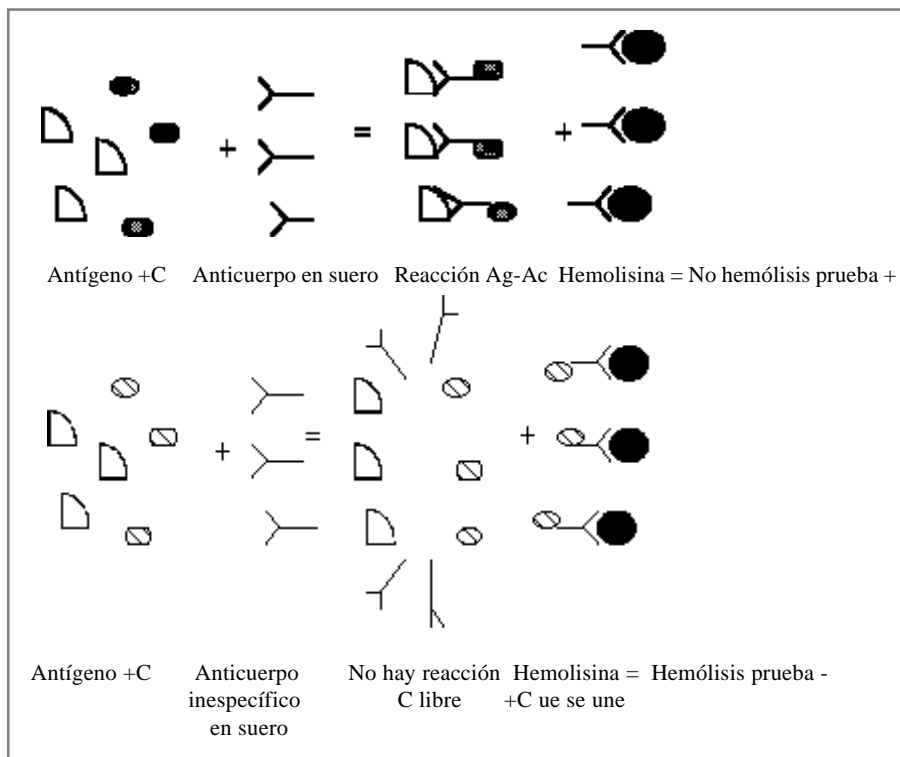 + = +
Antígeno +C Anticuerpo en suero Reacción Ag-Ac Hemolisina = No hemólisis prueba +
+ = +
Antígeno +C Anticuerpo No hay reacción Hemolisina = Hemólisis prueba -
inespecífico C libre +C ue se une
en suero